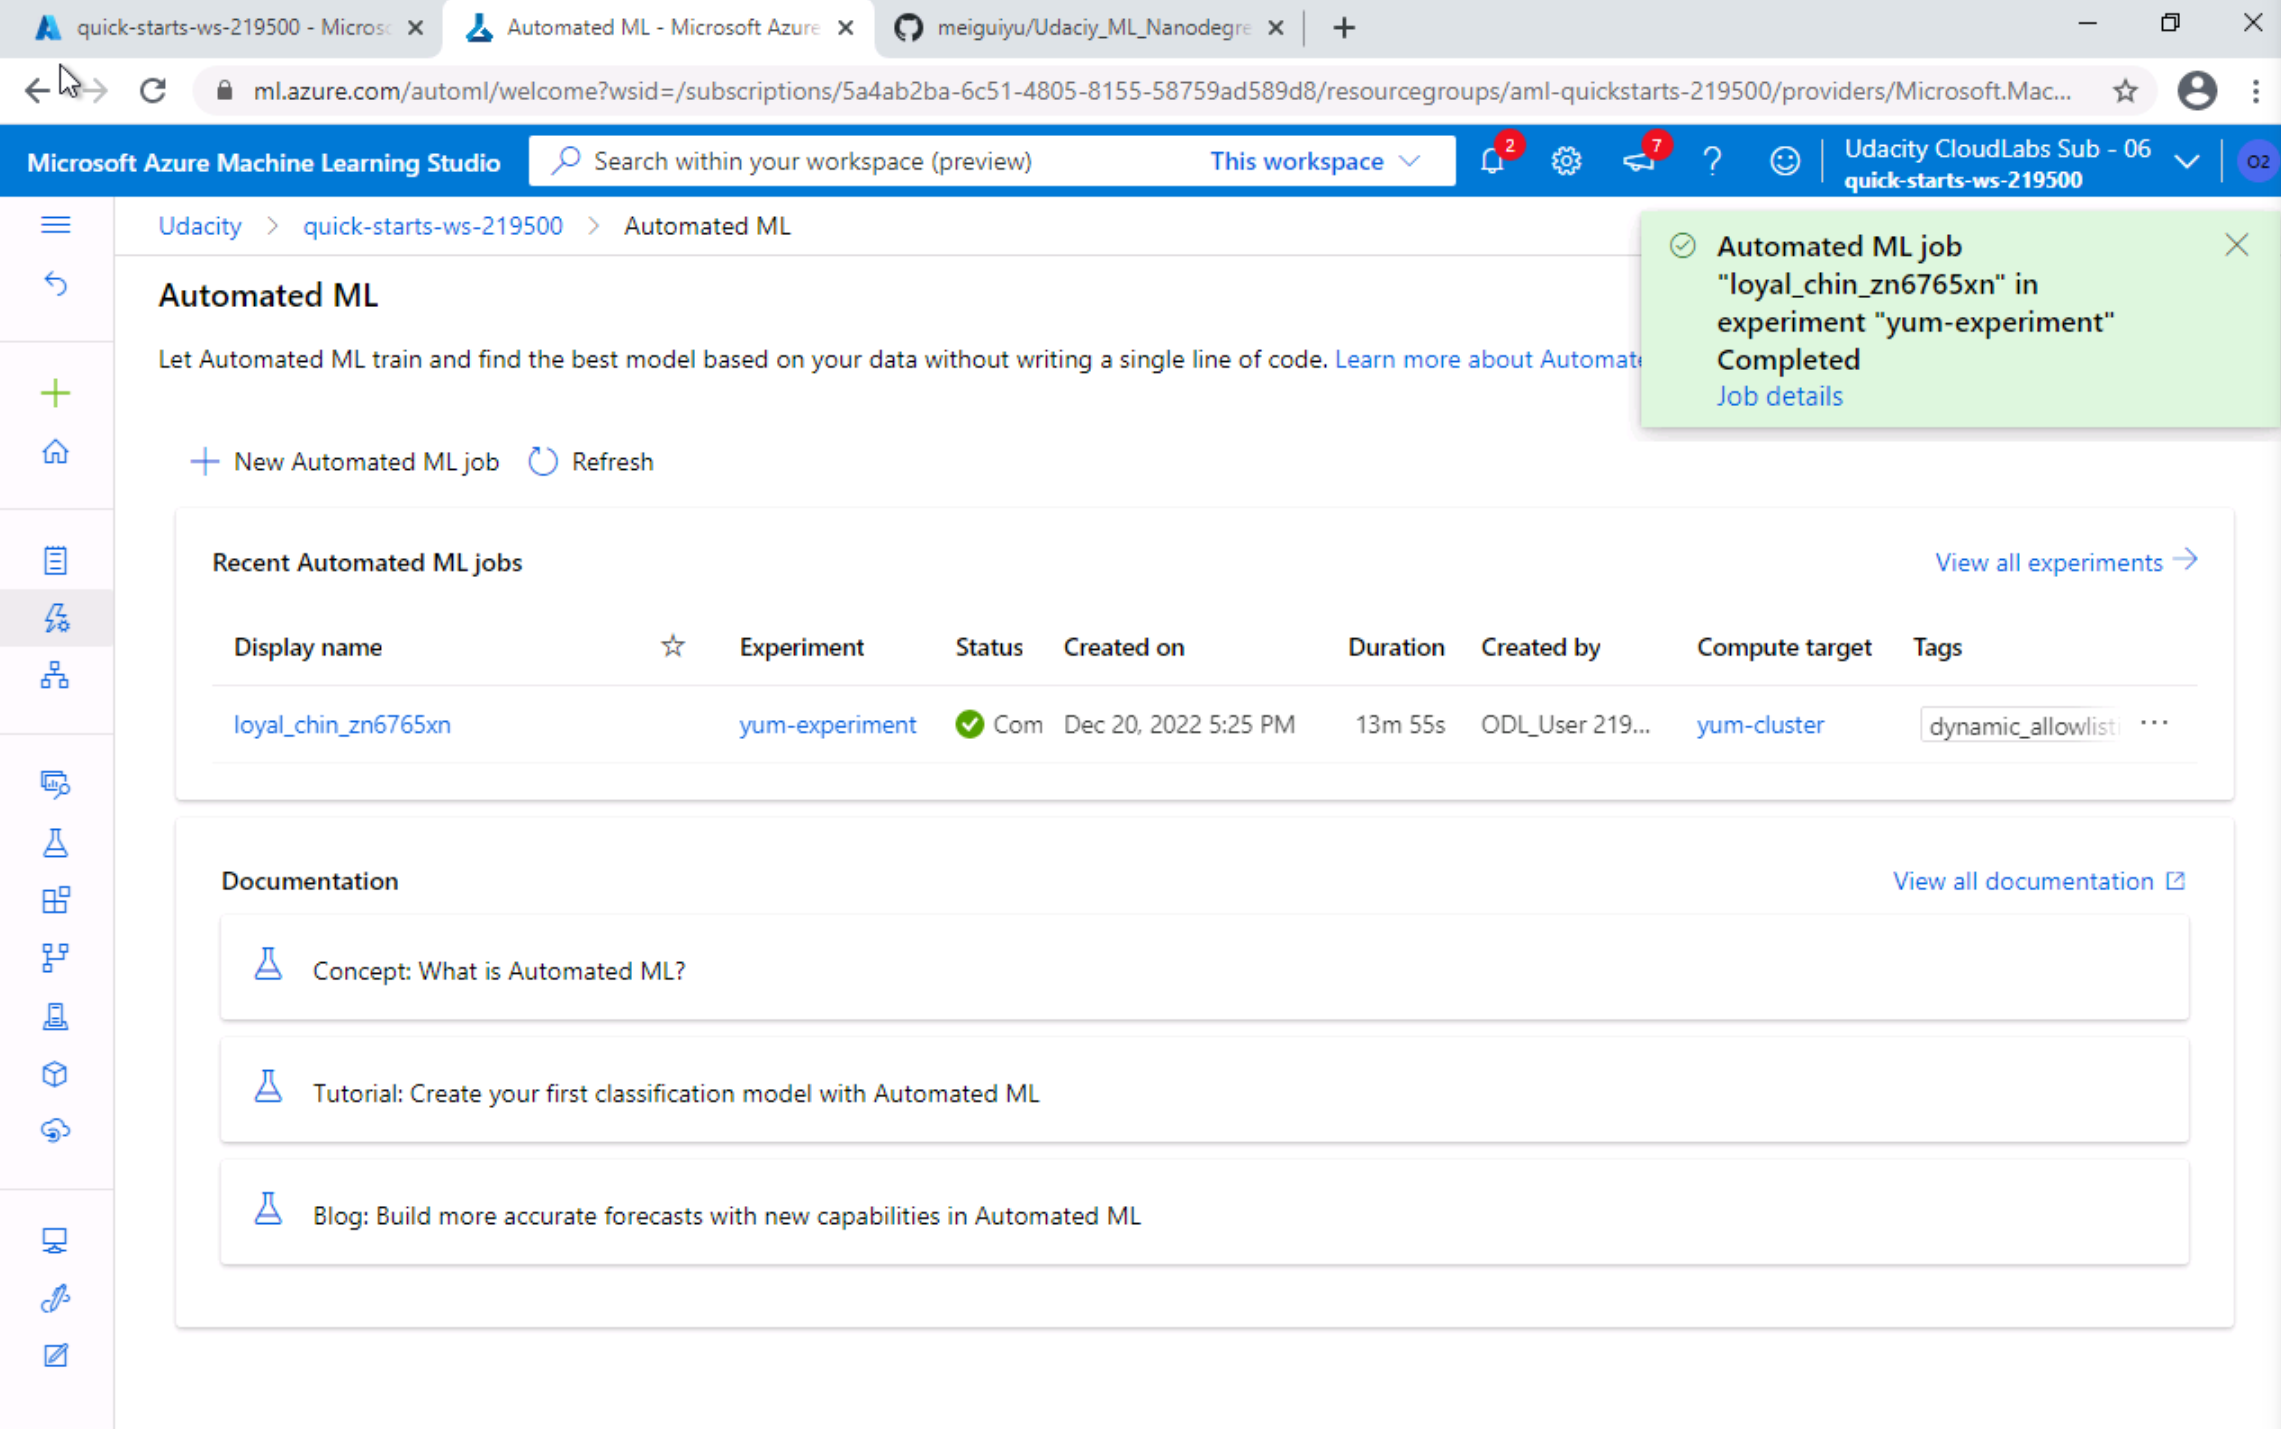 quick-starts-ws-219500 - Microsc
Automated ML - Microsoft Azure
meiguiyu/Udaciy_ML_Nanodegre
ml.azure.com/automl/welcome?wsid=/subscriptions/5a4ab2ba-6c51-4805-8155-58759ad589d8/resourcegroups/aml-quickstarts-219500/providers/Microsoft.Mac...
Microsoft Azure Machine Learning Studio
Search within your workspace (preview)
This workspace
2
7
?
Udacity CloudLabs Sub - 06
quick-starts-ws-219500
O2
Udacity > quick-starts-ws-219500 > Automated ML
Automated ML job
"loyal_chin_zn6765xn" in
experiment "yum-experiment"
Completed
Job details
Automated ML
Let Automated ML train and find the best model based on your data without writing a single line of code. Learn more about Automate
New Automated ML job
Refresh
Recent Automated ML jobs
View all experiments
Display name Experiment Status Created on Duration Created by Compute target Tags
loyal_chin_zn6765xn yum-experiment Com Dec 20, 2022 5:25 PM 13m 55s ODL_User 219... yum-cluster dynamic_allowlist ...
Documentation
View all documentation
Concept: What is Automated ML?
Tutorial: Create your first classification model with Automated ML
Blog: Build more accurate forecasts with new capabilities in Automated ML